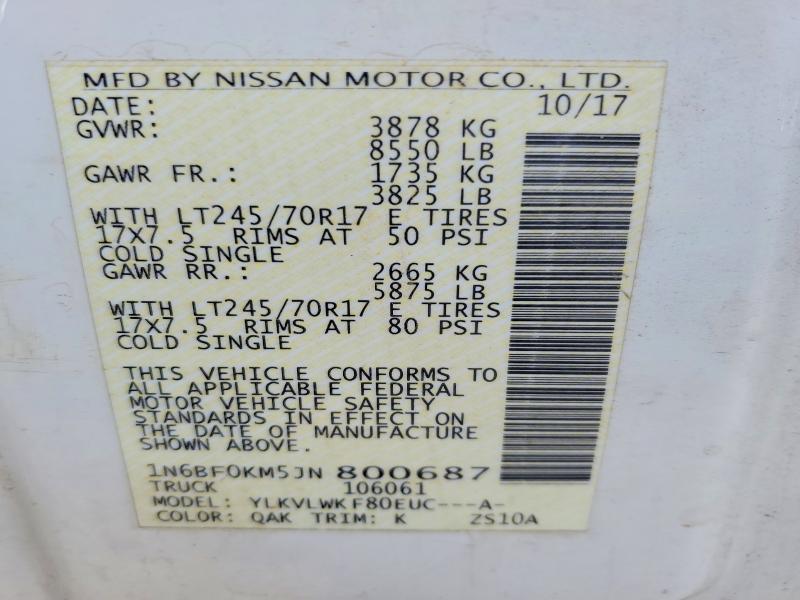 MFD BY NISSAN MOTOR CO., LTD.
DATE: 10/17
GVWR: 3878 KG
8550 LB
GAWR FR.: 1735 KG
3825 LB
WITH LT245/70R17 E TIRES
17X7.5 RIMS AT 50 PSI
COLD SINGLE
GAWR RR.: 2665 KG
5875 LB
WITH LT245/70R17 E TIRES
17X7.5 RIMS AT 80 PSI
COLD SINGLE
THIS VEHICLE CONFORMS TO
ALL APPLICABLE FEDERAL
MOTOR VEHICLE SAFETY
STANDARDS IN EFFECT ON
THE DATE OF MANUFACTURE
SHOWN ABOVE.
1N6BF0KM5JN 800687
TRUCK 106061
MODEL: YLKVLWK F80EUC---A-
COLOR: QAK TRIM: K ZS10A